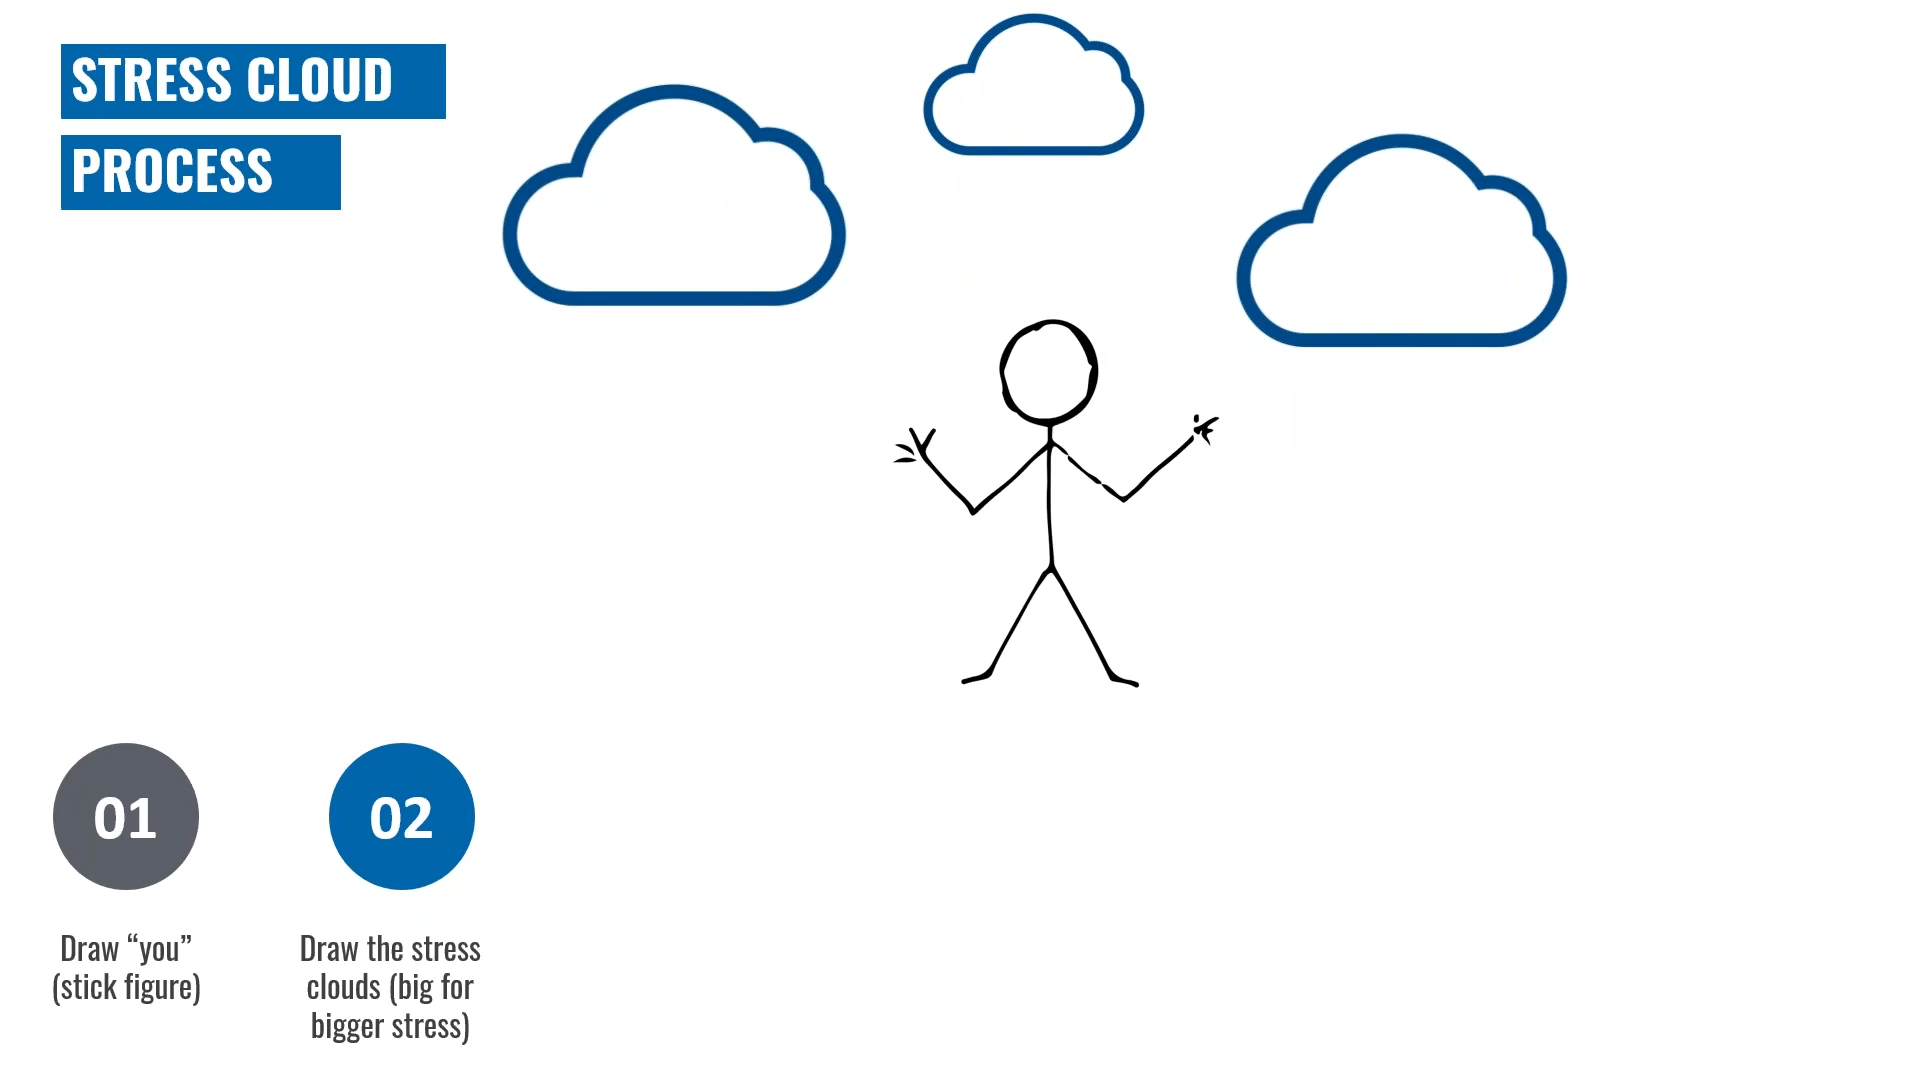 STRESS CLOUD
PROCESS
01
Draw “you”
(stick figure)
02
Draw the stress
clouds (big for
bigger stress)